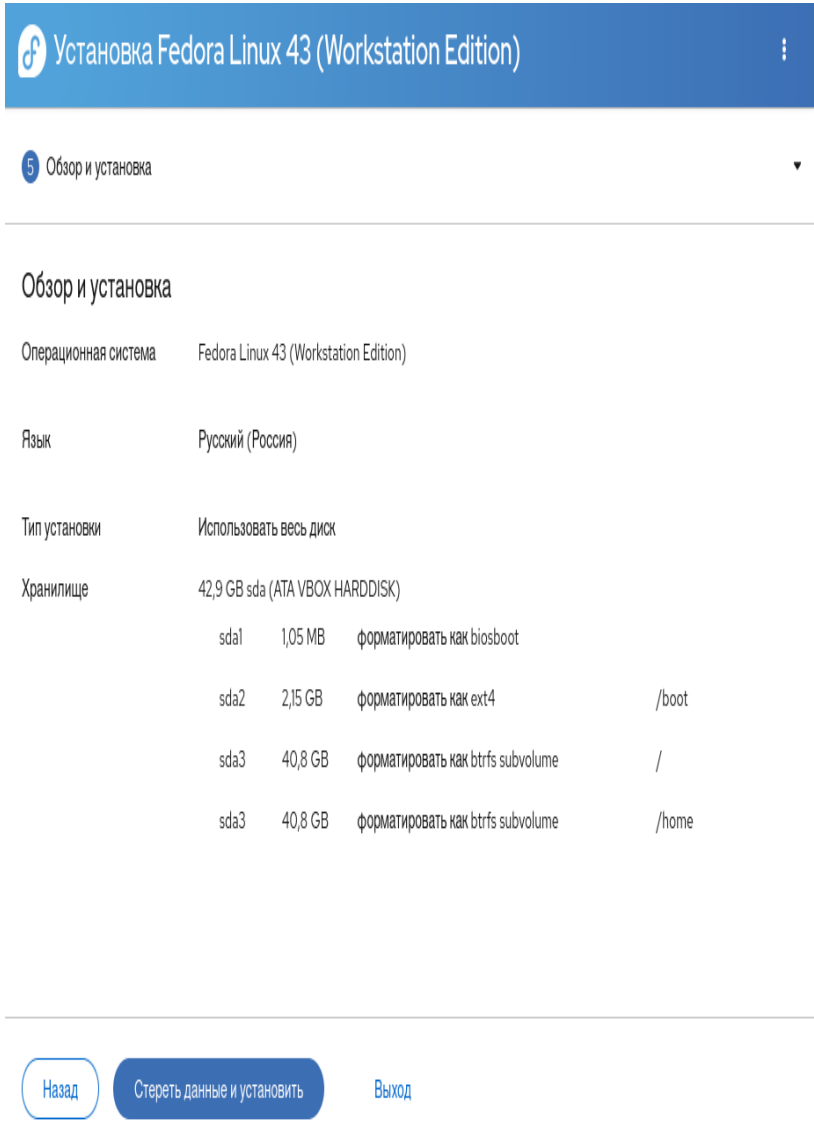 Установка Fedora Linux 43 (Workstation Edition)
5 Обзор и установка
Обзор и установка
Операционная система Fedora Linux 43 (Workstation Edition)
Язык Русский (Россия)
Тип установки Использовать весь диск
Хранилище 42,9 GB sda (ATA VBOX HARDDISK)
sda1 1,05 MB форматировать как biosboot
sda2 2,15 GB форматировать как ext4 /boot
sda3 40,8 GB форматировать как btrfs subvolume /
sda3 40,8 GB форматировать как btrfs subvolume /home
Назад Стереть данные и установить Выход